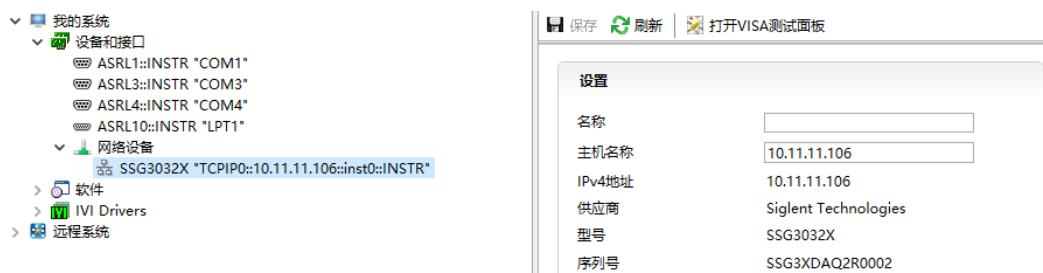 我的系统
设备和接口
ASRL1::INSTR "COM1"
ASRL3::INSTR "COM3"
ASRL4::INSTR "COM4"
ASRL10::INSTR "LPT1"
网络设备
SSG3032X "TCPIP0::10.11.11.106::inst0::INSTR"
软件
IVI Drivers
远程系统
保存 刷新 打开VISA测试面板
设置
名称
主机名称 10.11.11.106
IPv4地址 10.11.11.106
供应商 Siglent Technologies
型号 SSG3032X
序列号 SSG3XDAQ2R0002